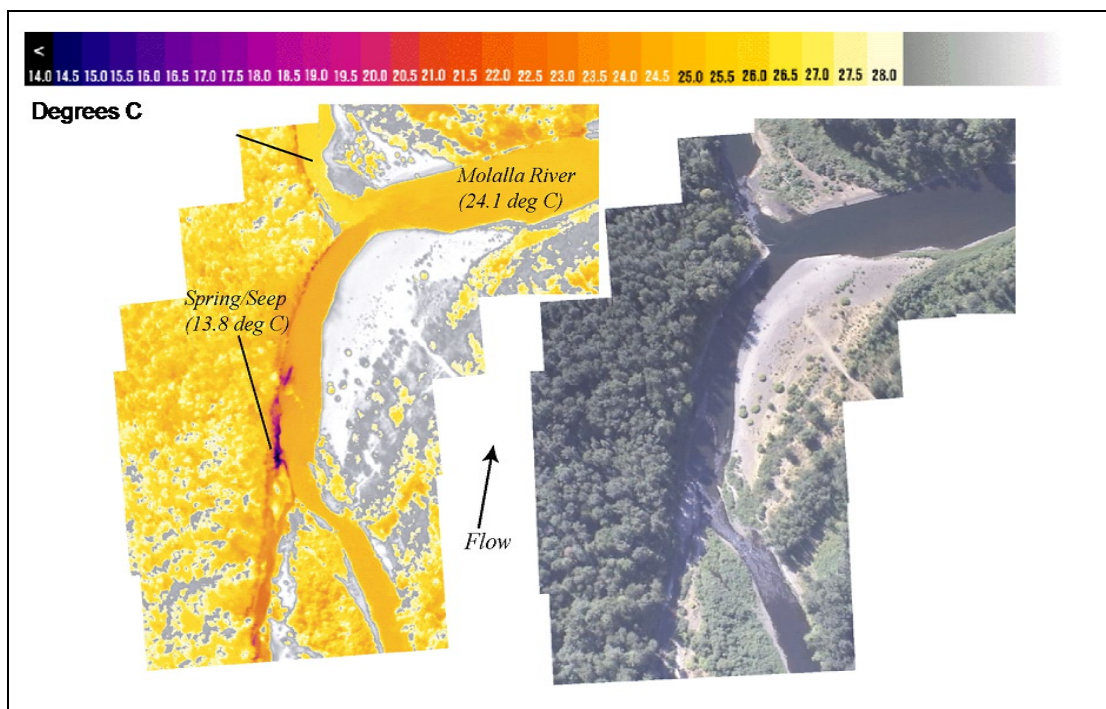 <
14.0 14.5 15.0 15.5 16.0 16.5 17.0 17.5 18.0 18.5 19.0 19.5 20.0 20.5 21.0 21.5 22.0 22.5 23.0 23.5 24.0 24.5 25.0 25.5 26.0 26.5 27.0 27.5 28.0
Degrees C
Molalla River
(24.1 deg C)
Spring/Seep
(13.8 deg C)
Flow